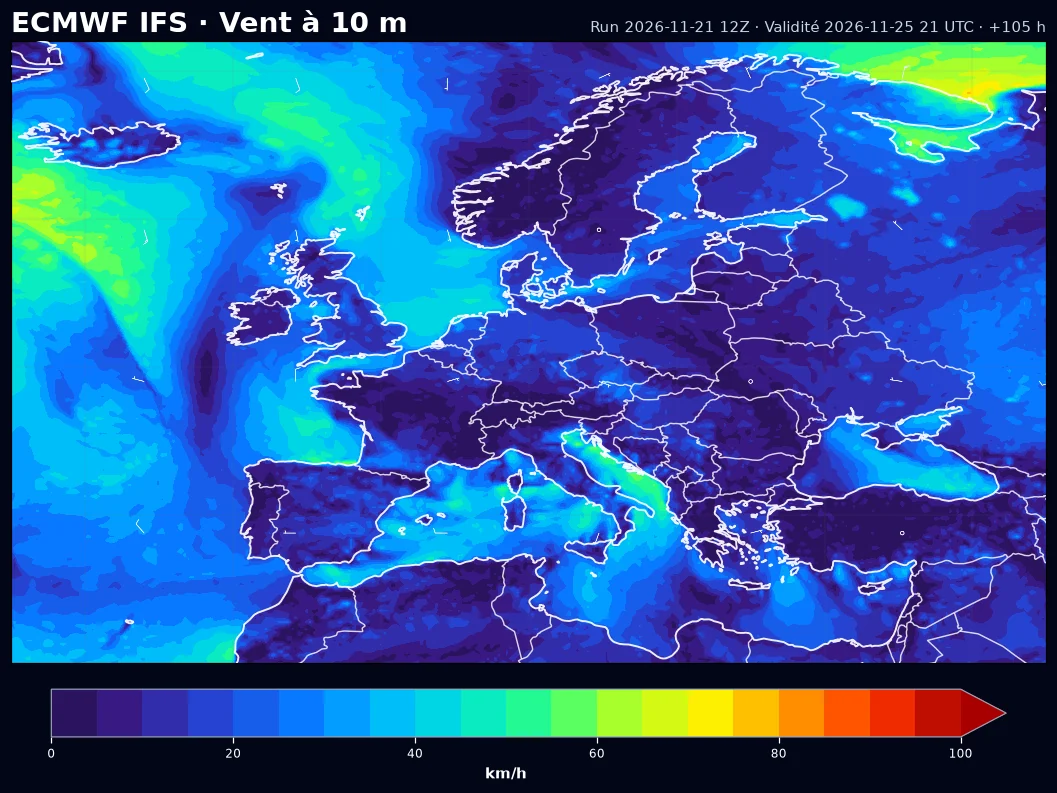 ECMWF IFS · Vent à 10 m
Run 2026-11-21 12Z · Validité 2026-11-25 21 UTC · +105 h
0 20 40 60 80 100
km/h